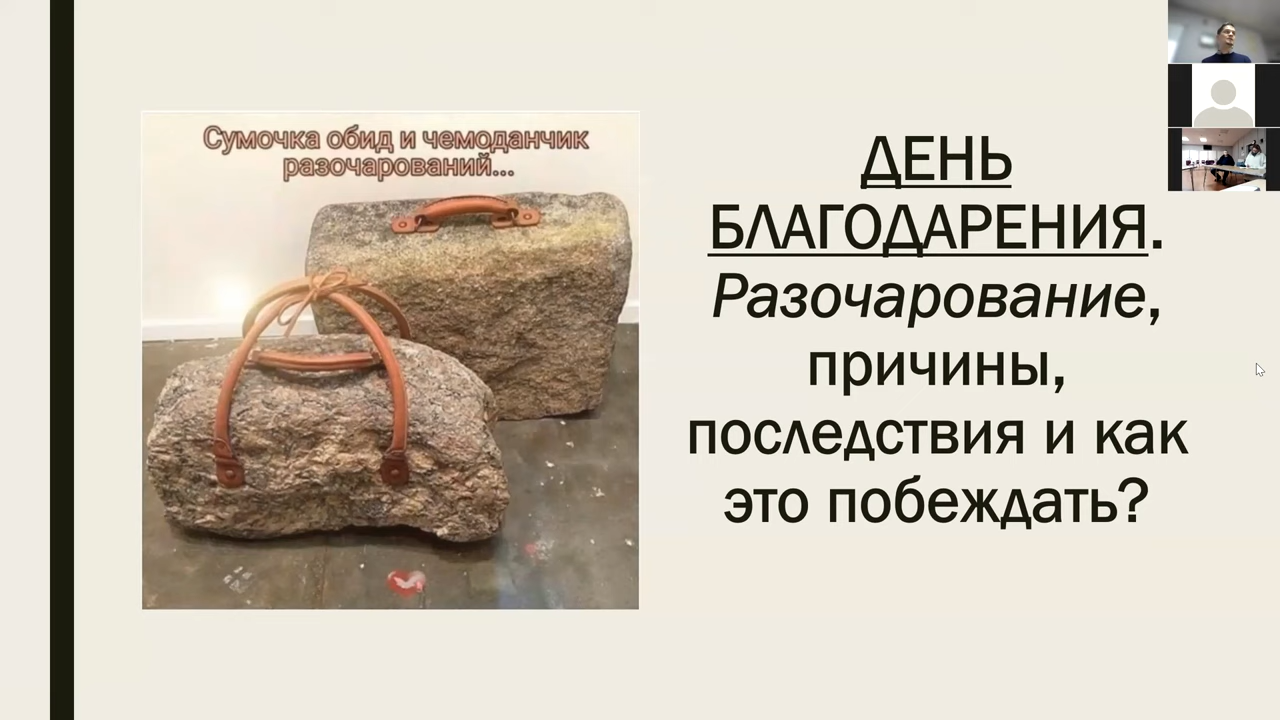 Сумочка обид и чемоданчик
разочарований...
ДЕНЬ
БЛАГОДАРЕНИЯ.
Разочарование,
причины,
последствия и как
это побеждать?